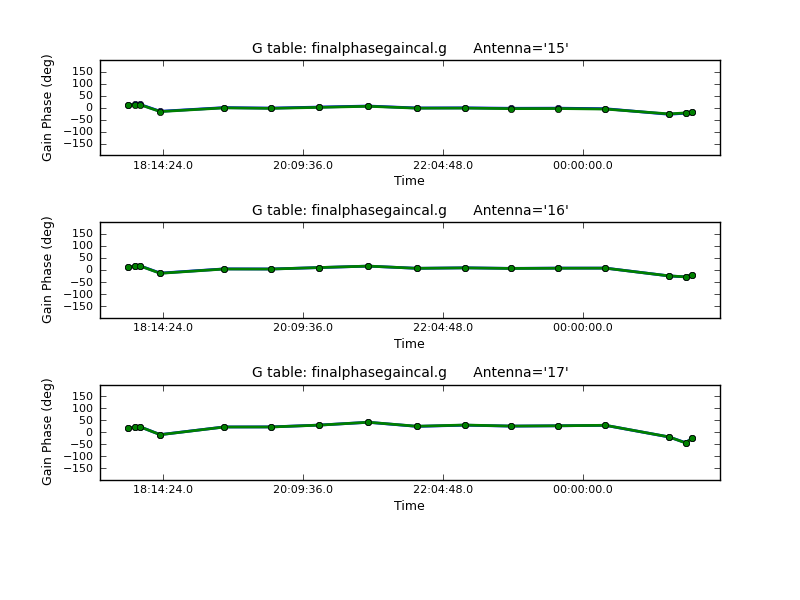 G table: finalphasegaincal.g Antenna='15'
Gain Phase (deg)
150
100
50
0
−50
−100
−150
18:14:24.0 20:09:36.0 22:04:48.0 00:00:00.0
Time
G table: finalphasegaincal.g Antenna='16'
Gain Phase (deg)
150
100
50
0
−50
−100
−150
18:14:24.0 20:09:36.0 22:04:48.0 00:00:00.0
Time
G table: finalphasegaincal.g Antenna='17'
Gain Phase (deg)
150
100
50
0
−50
−100
−150
18:14:24.0 20:09:36.0 22:04:48.0 00:00:00.0
Time